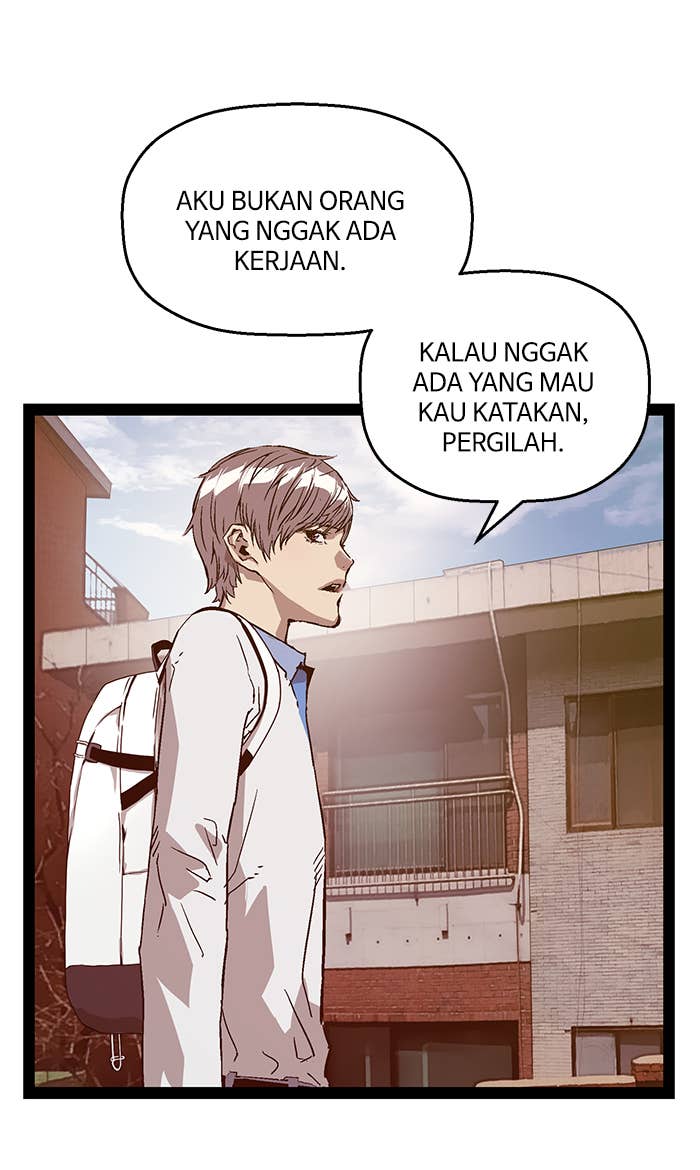 AKU BUKAN ORANG
YANG NGGAK ADA
KERJAAN.
KALAU NGGAK
ADA YANG MAU
KAU KATAKAN,
PERGILAH.